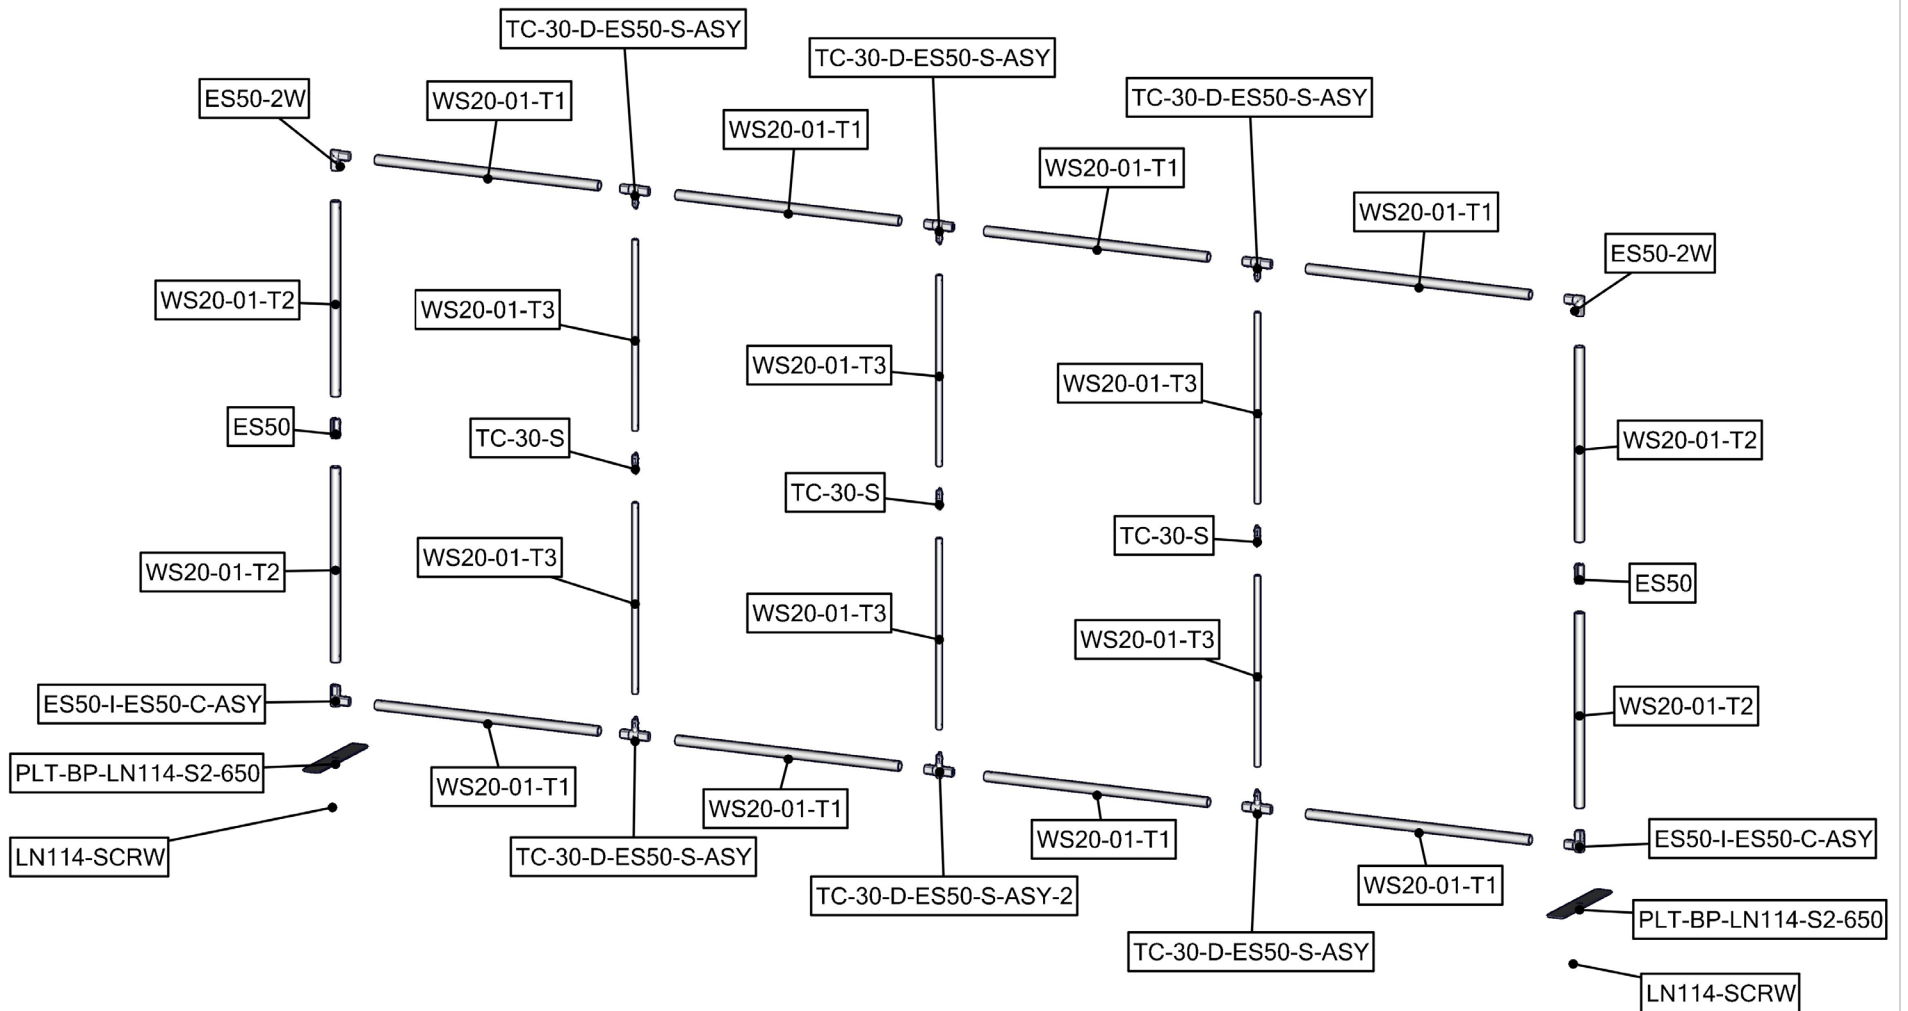 TC-30-D-ES50-S-ASY
TC-30-D-ES50-S-ASY
TC-30-D-ES50-S-ASY
ES50-2W
WS20-01-T1
WS20-01-T1
WS20-01-T1
WS20-01-T1
ES50-2W
WS20-01-T2
WS20-01-T3
WS20-01-T3
WS20-01-T3
WS20-01-T2
ES50
TC-30-S
TC-30-S
TC-30-S
ES50
WS20-01-T2
WS20-01-T3
WS20-01-T3
WS20-01-T3
WS20-01-T2
ES50-I-ES50-C-ASY
PLT-BP-LN114-S2-650
LN114-SCRW
WS20-01-T1
WS20-01-T1
WS20-01-T1
WS20-01-T1
TC-30-D-ES50-S-ASY
TC-30-D-ES50-S-ASY-2
TC-30-D-ES50-S-ASY
ES50-I-ES50-C-ASY
PLT-BP-LN114-S2-650
LN114-SCRW